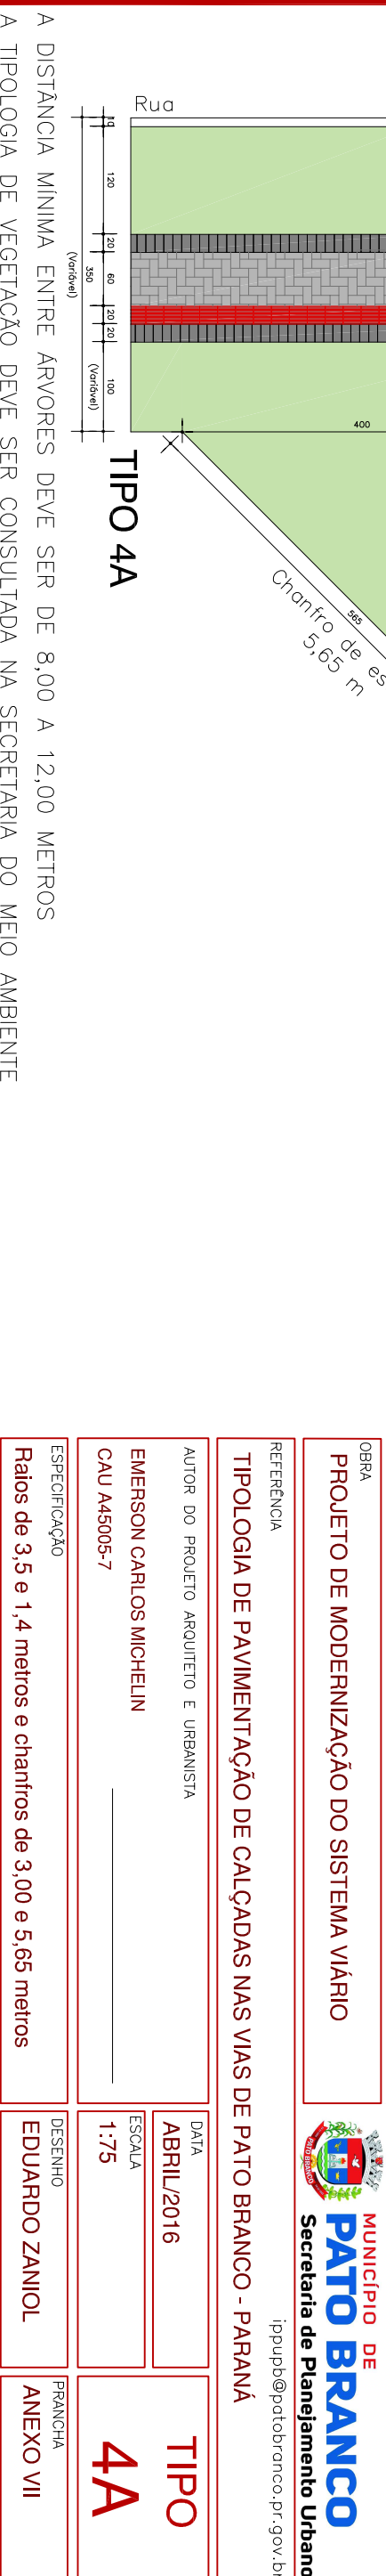 Rua
10
120
20
60
20
20
100
(Variável)
350
(Variável)
400
565
Chanfro de es
5,65 m
TIPO 4A
A DISTÂNCIA MÍNIMA ENTRE ÁRVORES DEVE SER DE 8,00 A 12,00 METROS
A TIPOLOGIA DE VEGETAÇÃO DEVE SER CONSULTADA NA SECRETARIA DO MEIO AMBIENTE
OBRA
PROJETO DE MODERNIZAÇÃO DO SISTEMA VIÁRIO
PATO BRANCO
MUNICÍPIO DE
PATO BRANCO
Secretaria de Planejamento Urbano
ippupb@patobranco.pr.gov.br
REFERÊNCIA
TIPOLOGIA DE PAVIMENTAÇÃO DE CALÇADAS NAS VIAS DE PATO BRANCO - PARANÁ
AUTOR DO PROJETO ARQUITETO E URBANISTA
EMERSON CARLOS MICHELIN
CAU A45005-7
DATA
ABRIL/2016
ESCALA
1:75
TIPO
4A
ESPECIFICAÇÃO
Raios de 3,5 e 1,4 metros e chanfros de 3,00 e 5,65 metros
DESENHO
EDUARDO ZANIOL
PRANCHA
ANEXO VII